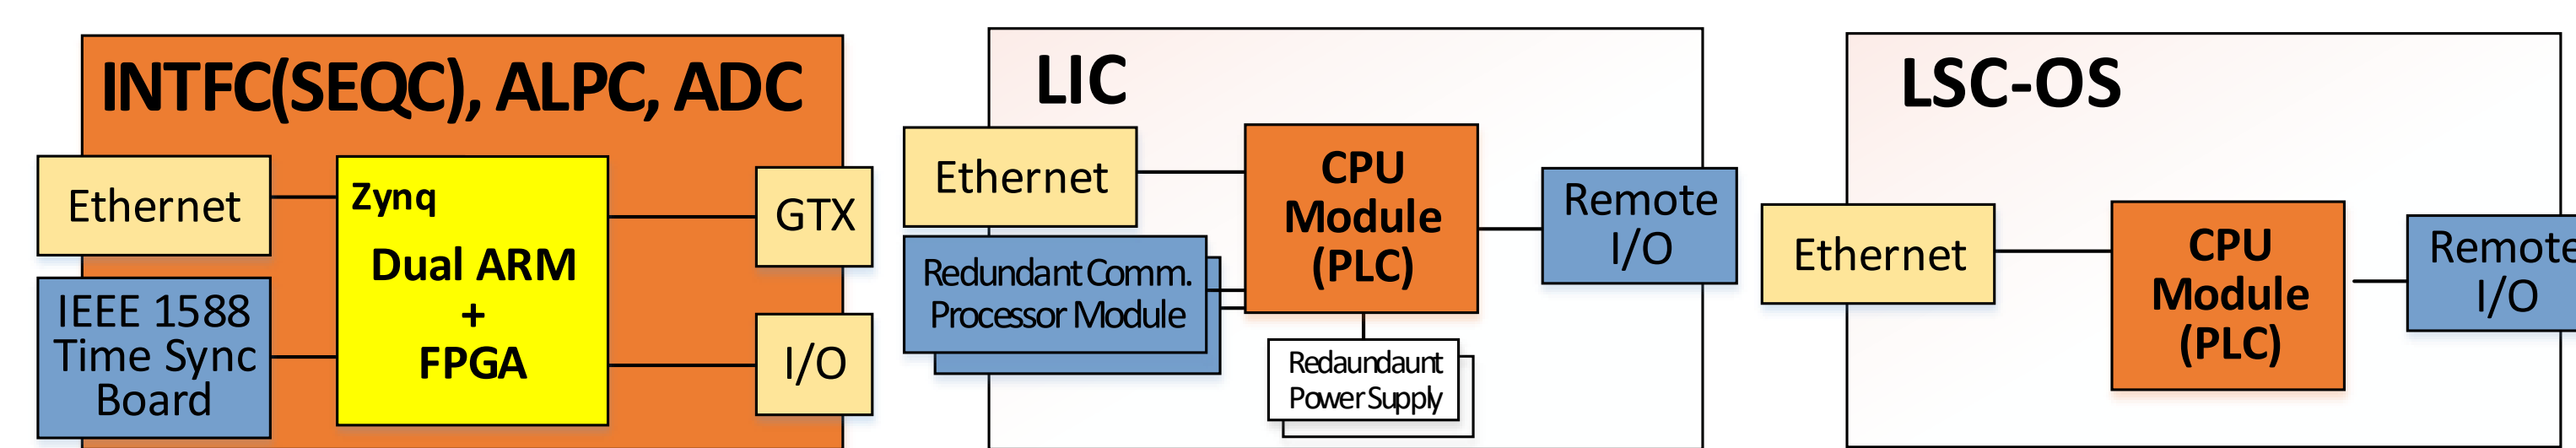 INTFC(SEQC), ALPC, ADC
Ethernet
IEEE 1588
Time Sync
Board
Zynq
Dual ARM
+
FPGA
GTX
I/O
LIC
Ethernet
Redundant Comm.
Processor Module
CPU
Module
(PLC)
Redaundaunt
Power Supply
Remote
I/O
LSC-OS
Ethernet
CPU
Module
(PLC)
Remote
I/O